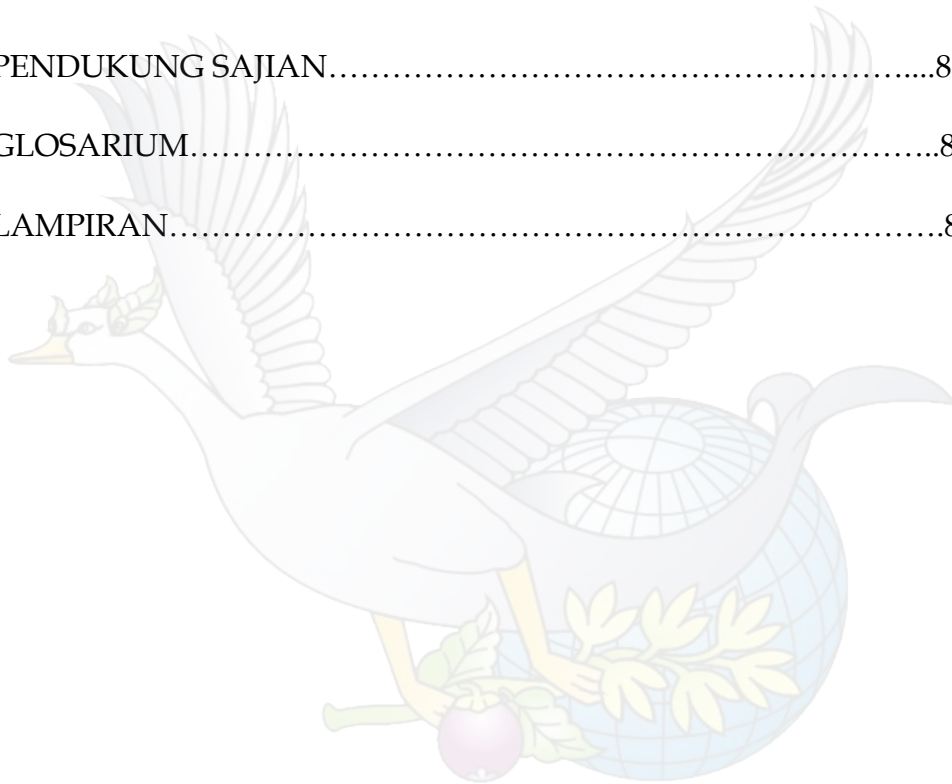 PENDUKUNG SAJIAN……………………………………………………....8
GLOSARIUM…………………………………………………………………..8
LAMPIRAN…………………………………………………………………….8